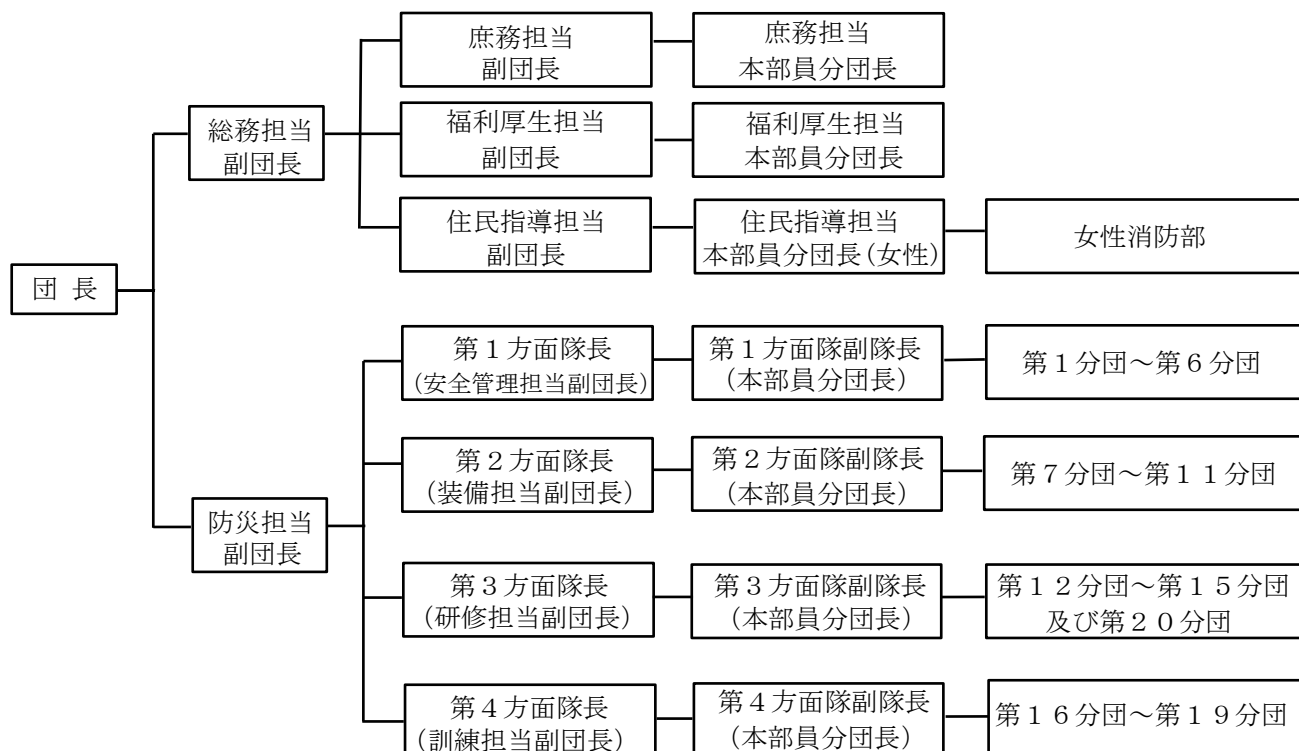 団 長
総務担当
副団長
庶務担当
副団長
庶務担当
本部員分団長
福利厚生担当
副団長
福利厚生担当
本部員分団長
住民指導担当
副団長
住民指導担当
本部員分団長(女性)
女性消防部
防災担当
副団長
第1方面隊長
(安全管理担当副団長)
第1方面隊副隊長
(本部員分団長)
第1分団~第6分団
第2方面隊長
(装備担当副団長)
第2方面隊副隊長
(本部員分団長)
第7分団~第11分団
第3方面隊長
(研修担当副団長)
第3方面隊副隊長
(本部員分団長)
第12分団~第15分団
及び第20分団
第4方面隊長
(訓練担当副団長)
第4方面隊副隊長
(本部員分団長)
第16分団~第19分団